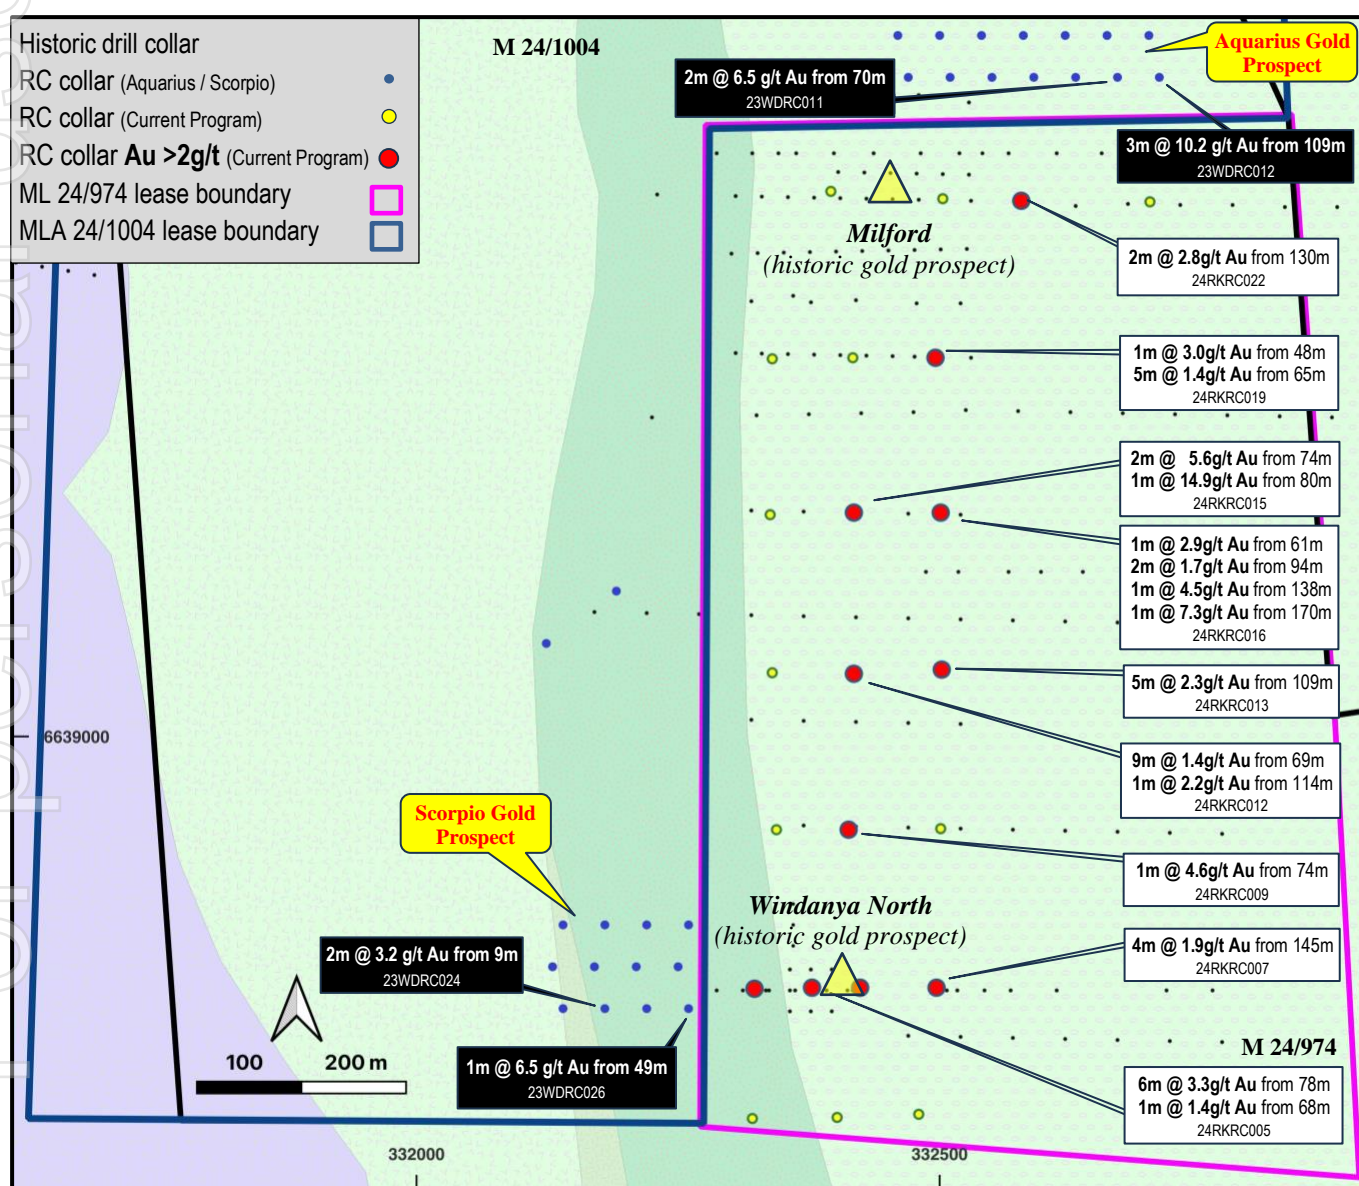 Historic drill collar
RC collar (Aquarius / Scorpio)
RC collar (Current Program)
RC collar Au >2g/t (Current Program)
ML 24/974 lease boundary
MLA 24/1004 lease boundary
M 24/1004
Aquarius Gold
Prospect
2m @ 6.5 g/t Au from 70m
23WDRC011
3m @ 10.2 g/t Au from 109m
23WDRC012
Milford
(historic gold prospect)
2m @ 2.8g/t Au from 130m
24RKRC022
1m @ 3.0g/t Au from 48m
5m @ 1.4g/t Au from 65m
24RKRC019
2m @ 5.6g/t Au from 74m
1m @ 14.9g/t Au from 80m
24RKRC015
1m @ 2.9g/t Au from 61m
2m @ 1.7g/t Au from 94m
1m @ 4.5g/t Au from 138m
1m @ 7.3g/t Au from 170m
24RKRC016
5m @ 2.3g/t Au from 109m
24RKRC013
6639000
9m @ 1.4g/t Au from 69m
1m @ 2.2g/t Au from 114m
24RKRC012
Scorpio Gold
Prospect
1m @ 4.6g/t Au from 74m
24RKRC009
Windanya North
(historic gold prospect)
2m @ 3.2 g/t Au from 9m
23WDRC024
4m @ 1.9g/t Au from 145m
24RKRC007
100 200 m
1m @ 6.5 g/t Au from 49m
23WDRC026
M 24/974
6m @ 3.3g/t Au from 78m
1m @ 1.4g/t Au from 68m
24RKRC005
332000
332500